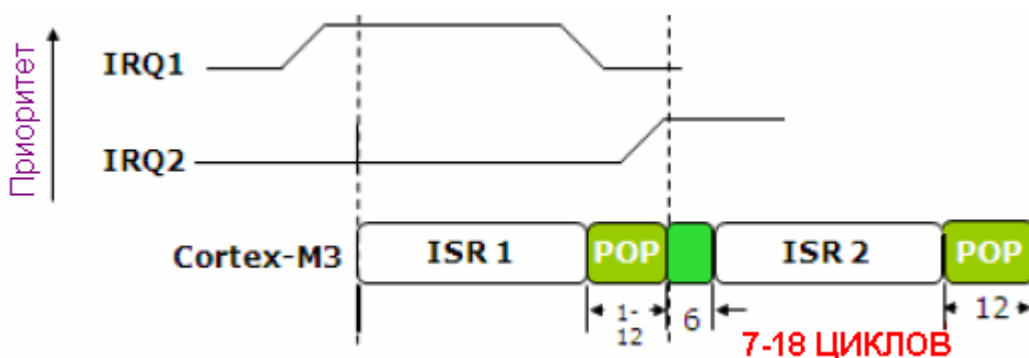 Приоритет
IRQ1
IRQ2
Cortex-M3
ISR 1
POP
ISR 2
POP
1-
12
6
12
7-18 ЦИКЛОВ